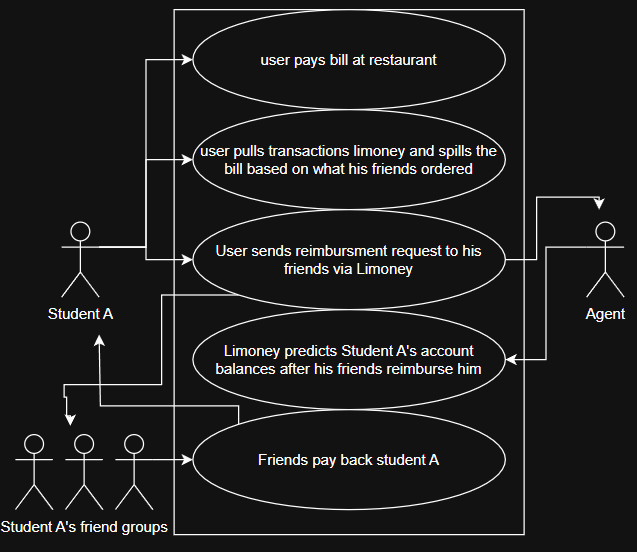 user pays bill at restaurant
user pulls transactions limoney and spills the
bill based on what his friends ordered
User sends reimbursment request to his
friends via Limoney
Student A
Agent
Limoney predicts Student A's account
balances after his friends reimburse him
Friends pay back student A
Student A's friend groups